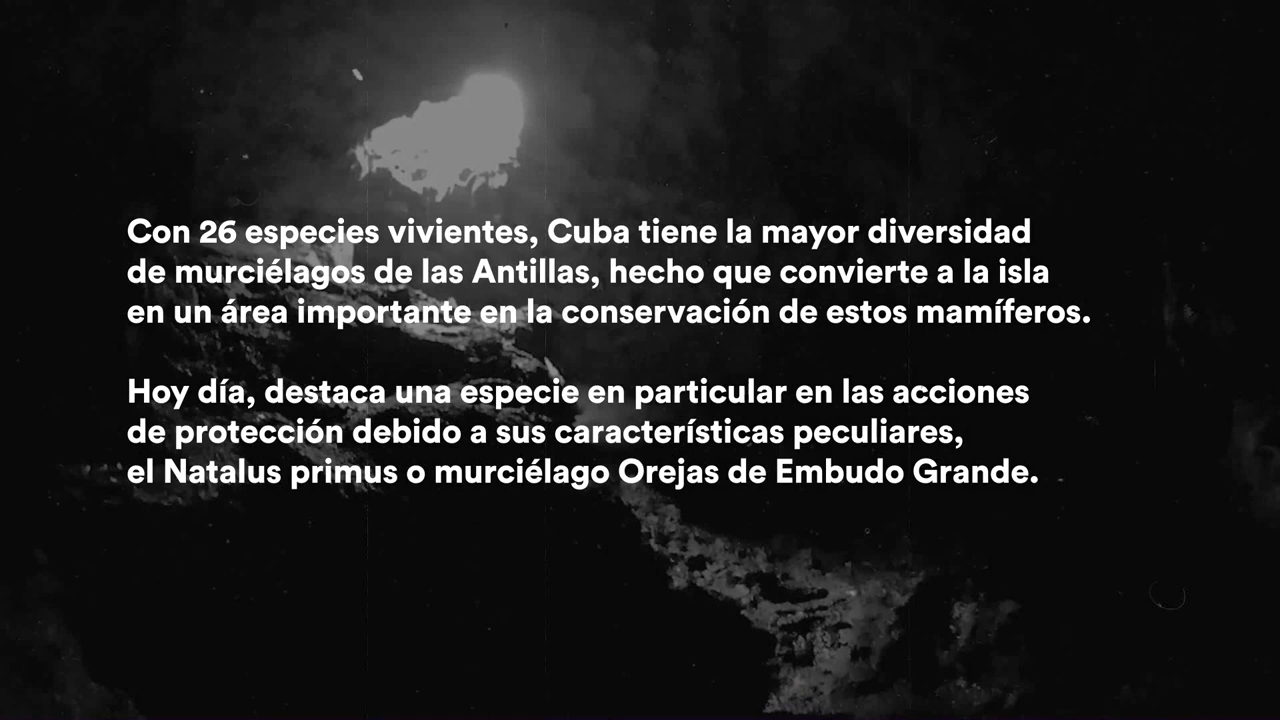 Con 26 especies vivientes, Cuba tiene la mayor diversidad
de murciélagos de las Antillas, hecho que convierte a la isla
en un área importante en la conservación de estos mamíferos.
Hoy día, destaca una especie en particular en las acciones
de protección debido a sus características peculiares,
el Natalus primus o murciélago Orejas de Embudo Grande.